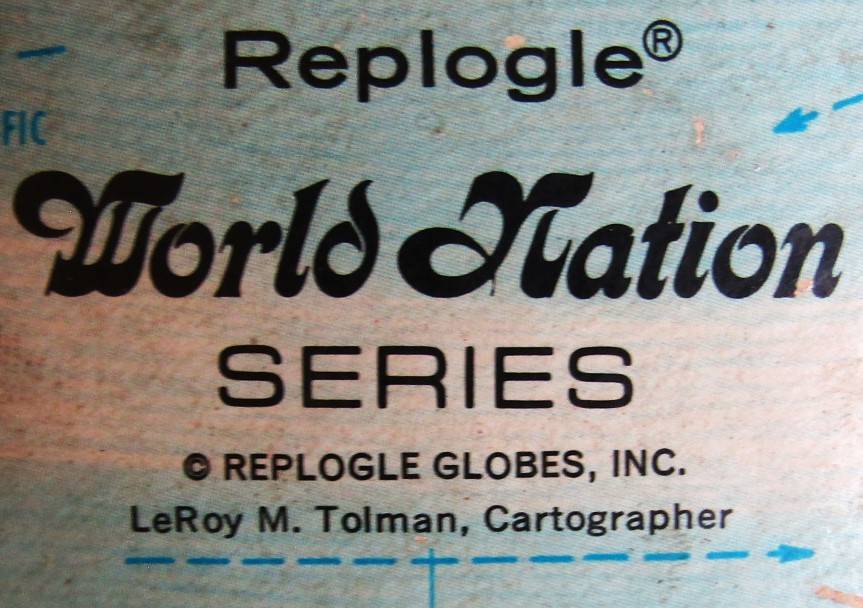 Replogle®
FIC
World Nation
SERIES
© REPLOGLE GLOBES, INC.
LeRoy M. Tolman, Cartographer